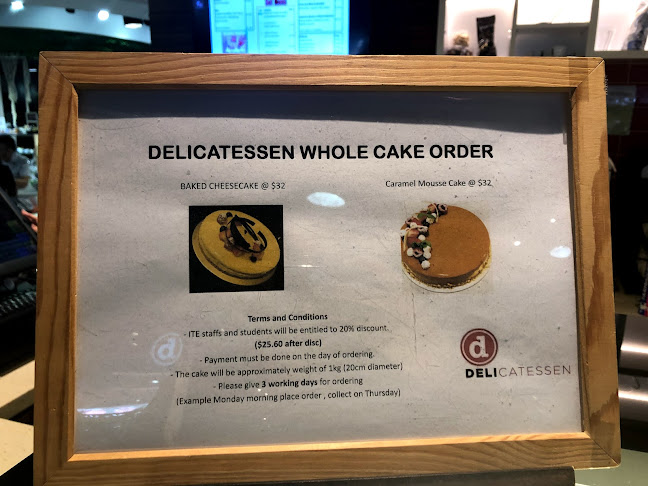 DELICATESSEN WHOLE CAKE ORDER
BAKED CHEESECAKE @ $32
Caramel Mousse Cake @ $32
Terms and Conditions
- ITE staffs and students will be entitled to 20% discount.
($25.60 after disc)
- Payment must be done on the day of ordering.
- The cake will be approximately weight of 1kg (20cm diameter)
- Please give 3 working days for ordering
(Example Monday morning place order , collect on Thursday)
d
DELICATESSEN